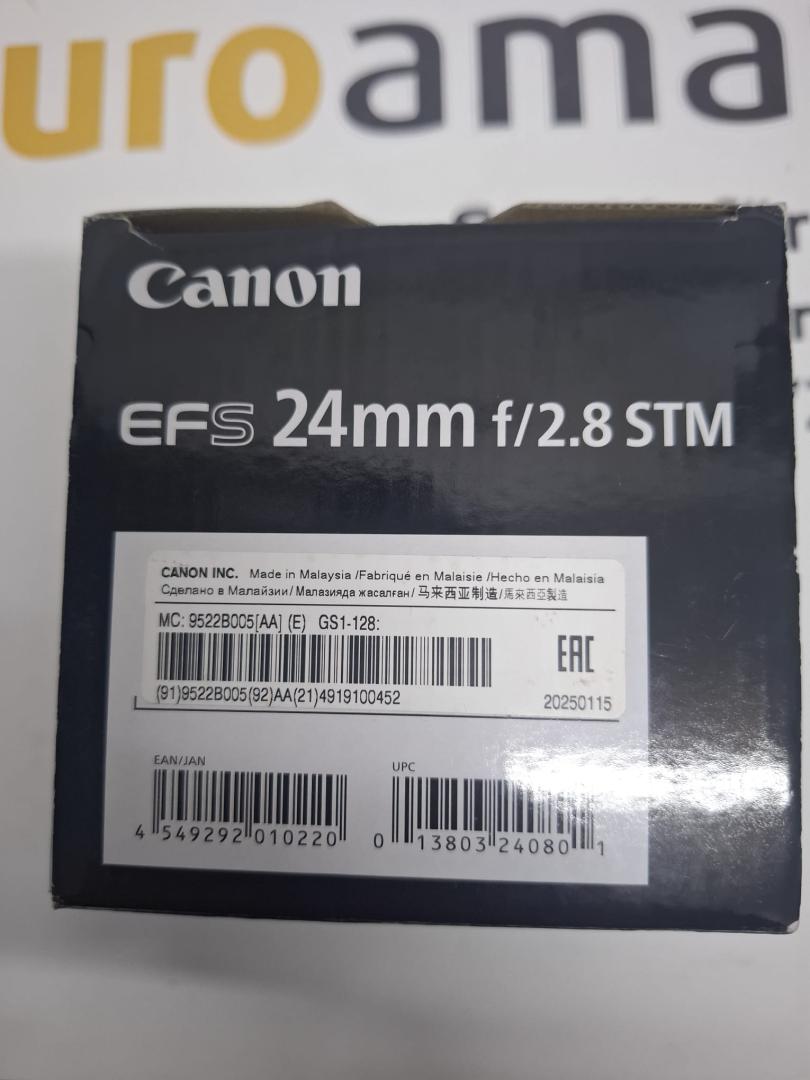 uroama
Canon
EFS 24mm f/2.8 STM
CANON INC. Made in Malaysia /Fabriqué en Malaisie /Hecho en Malaisia
Сделано в Малайзии/ Малазияда жасалған/ 马来西亚制造/馬來西亞製造
MC: 9522B005[AA] (E) GS1-128:
EAC
(91)9522B005(92)AA(21)4919100452
20250115
EAN/JAN
UPC
4 549292 010220
0 13803 24080 1